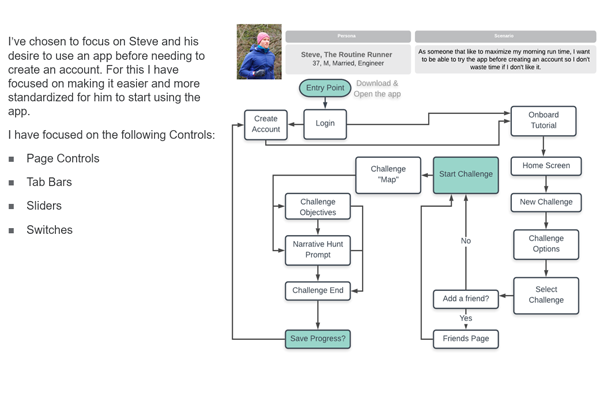 I've chosen to focus on Steve and his
desire to use an app before needing to
create an account. For this I have
focused on making it easier and more
standardized for him to start using the
app.
I have focused on the following Controls:
Page Controls
Tab Bars
Sliders
Switches
Persona
Steve, The Routine Runner
37, M, Married, Engineer
Scenario
As someone that like to maximize my morning run time, I want
to be able to try the app before creating an account so I don't
waste time if I don't like it.
Entry Point
Download &
Open the app
Create
Account
Login
Onboard
Tutorial
Challenge
"Map"
Start Challenge
Home Screen
Challenge
Objectives
New Challenge
Narrative Hunt
Prompt
No
Challenge
Options
Challenge End
Add a friend?
Select
Challenge
Yes
Save Progress?
Friends Page